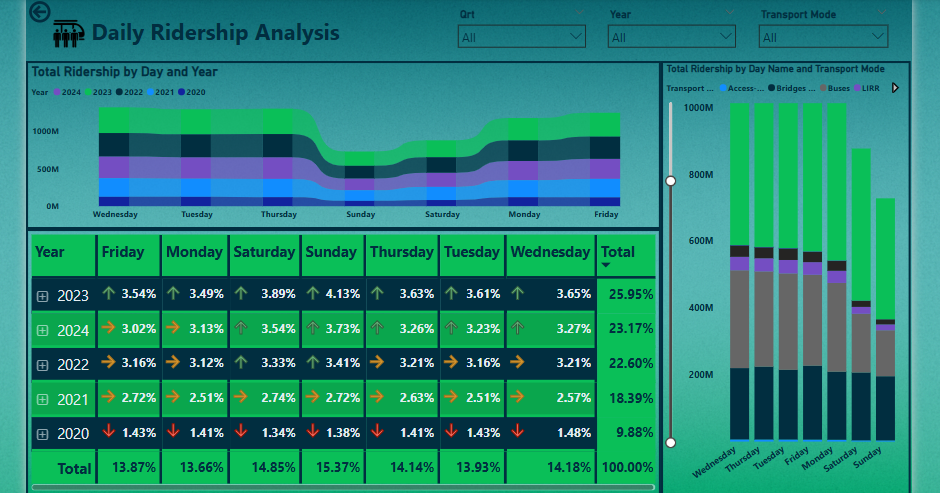 Daily Ridership Analysis
Qrt
All
Year
All
Transport Mode
All
Total Ridership by Day and Year
Year 2024 2023 2022 2021 2020
1000M
500M
0M
Wednesday Tuesday Thursday Sunday Saturday Monday Friday
Year Friday Monday Saturday Sunday Thursday Tuesday Wednesday Total
2023 3.54% 3.49% 3.89% 4.13% 3.63% 3.61% 3.65% 25.95%
2024 3.02% 3.13% 3.54% 3.73% 3.26% 3.23% 3.27% 23.17%
2022 3.16% 3.12% 3.33% 3.41% 3.21% 3.16% 3.21% 22.60%
2021 2.72% 2.51% 2.74% 2.72% 2.63% 2.51% 2.57% 18.39%
2020 1.43% 1.41% 1.34% 1.38% 1.41% 1.43% 1.48% 9.88%
Total 13.87% 13.66% 14.85% 15.37% 14.14% 13.93% 14.18% 100.00%
Total Ridership by Day Name and Transport Mode
Transport ... Access-... Bridges ... Buses LIRR
1000M
800M
600M
400M
200M
Wednesday Thursday Tuesday Friday Monday Saturday Sunday